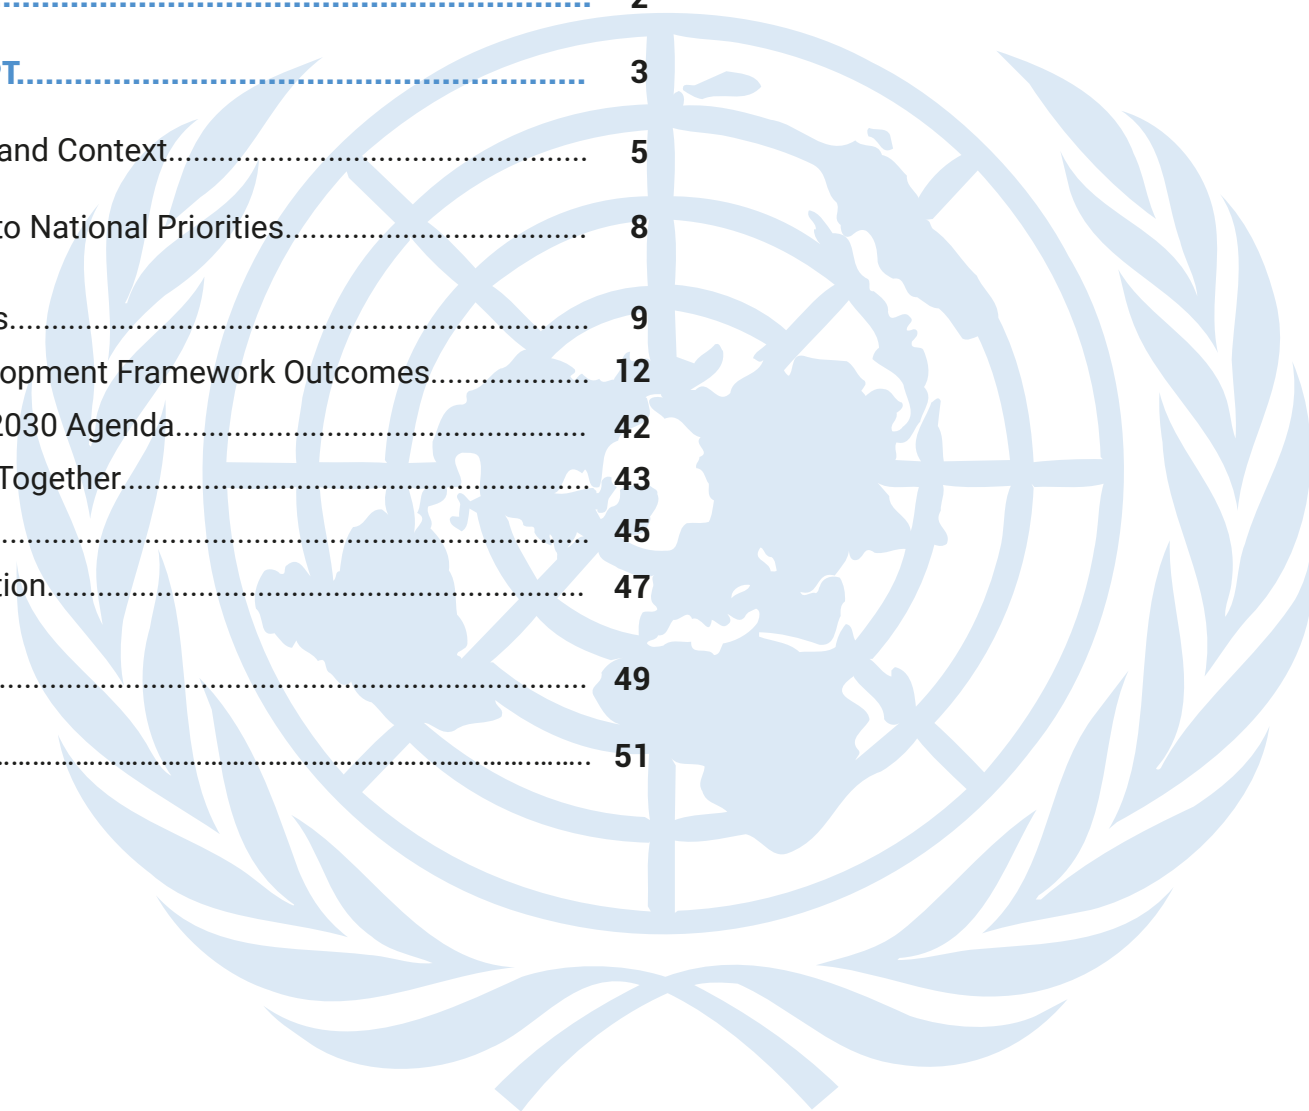 2
T 3
and Context 5
to National Priorities 8
s 9
opment Framework Outcomes 12
2030 Agenda 42
Together 43
45
tion 47
49
51